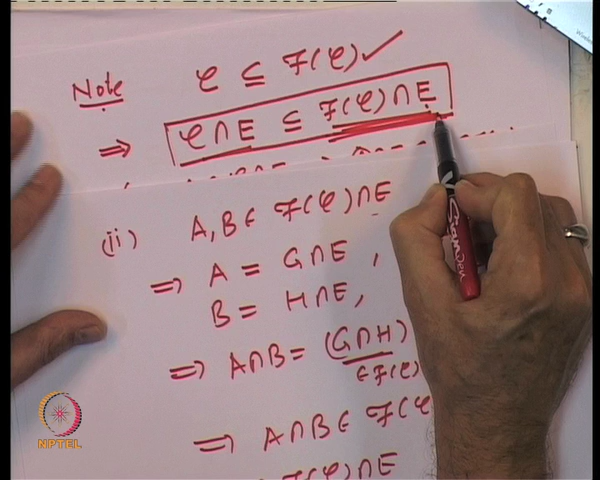 Note 𝒞 ⊆ ℱ(𝒞) ✓
⇒ 𝒞∩E ⊆ ℱ(𝒞)∩E
(ii) A, B ∈ ℱ(𝒞)∩E
⇒ A = G∩E ,
B = H∩E,
⇒ A∩B = (G∩H)
∈ ℱ(𝒞)
⇒ A∩B ∈ ℱ(𝒞
ℱ(𝒞)∩E
NPTEL